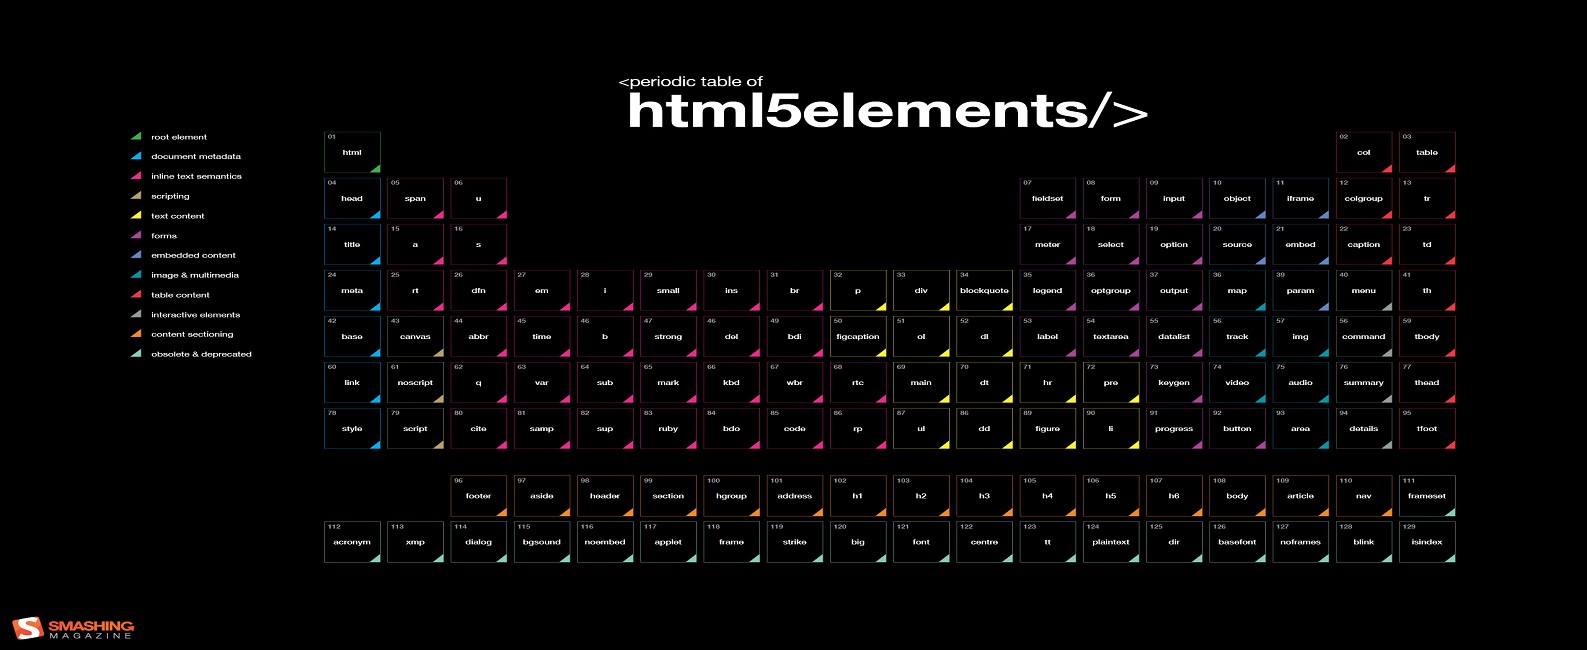 <periodic table of
html5elements/>
root element
document metadata
inline text semantics
scripting
text content
forms
embedded content
image & multimedia
table content
interactive elements
content sectioning
obsolete & deprecated
01 02 03
html col table
04 05 06 07 08 09 10 11 12 13
head span u fieldset form input object iframe colgroup tr
14 15 16 17 18 19 20 21 22 23
title a s meter select option source embed caption td
24 25 26 27 28 29 30 31 32 33 34 35 36 37 36 39 40 41
meta rt dfn em i small ins br p div blockquote legend optgroup output map param menu th
42 43 44 45 46 47 46 49 50 51 52 53 54 55 56 57 56 59
base canvas abbr time b strong del bdi figcaption ol dl label textarea datalist track img command tbody
60 61 62 63 64 65 66 67 68 69 70 71 72 73 74 75 76 77
link noscript q var sub mark kbd wbr rtc main dt hr pre keygen video audio summary thead
78 79 80 81 82 83 84 85 86 87 86 89 90 91 92 93 94 95
style script cite samp sup ruby bdo code rp ul dd figure li progress button area details tfoot
96 97 98 99 100 101 102 103 104 105 106 107 108 109 110 111
footer aside header section hgroup address h1 h2 h3 h4 h5 h6 body article nav frameset
112 113 114 115 116 117 118 119 120 121 122 123 124 125 126 127 128 129
acronym xmp dialog bgsound noembed applet frame strike big font centre tt plaintext dir basefont noframes blink isindex
SMASHING
MAGAZINE